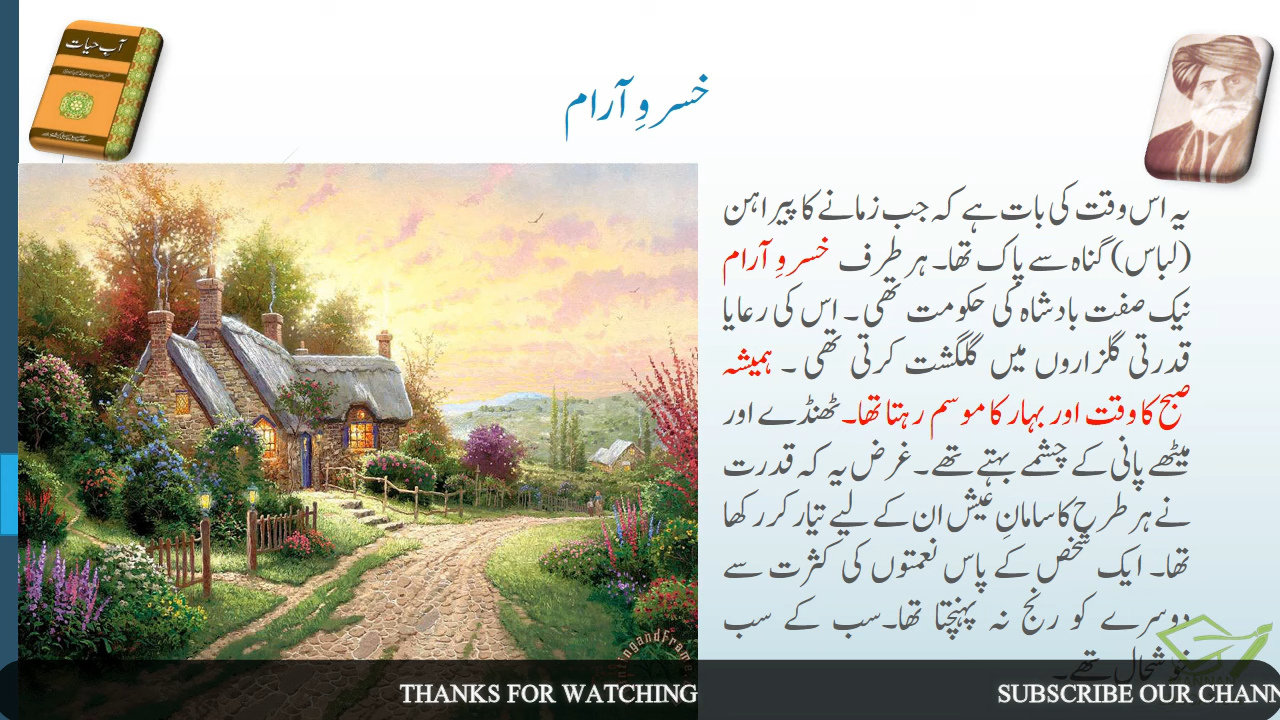 آب حیات
خسروِ آرام
یہ اس وقت کی بات ہے کہ جب زمانے کا پیراہن
(لباس) گناہ سے پاک تھا۔ ہر طرف خسروِ آرام
نیک صفت بادشاہ کی حکومت تھی۔ اس کی رعایا
قدرتی گلزاروں میں گلگشت کرتی تھی۔ ہمیشہ
صبح کا وقت اور بہار کا موسم رہتا تھا۔ ٹھنڈے اور
میٹھے پانی کے چشمے بہتے تھے۔ غرض یہ کہ قدرت
نے ہر طرح کا سامانِ عیش ان کے لیے تیار کر رکھا
تھا۔ ایک شخص کے پاس نعمتوں کی کثرت سے
دوسرے کو رنج نہ پہنچتا تھا۔ سب کے سب
خوشحال تھے۔
THANKS FOR WATCHING
SUBSCRIBE OUR CHANN